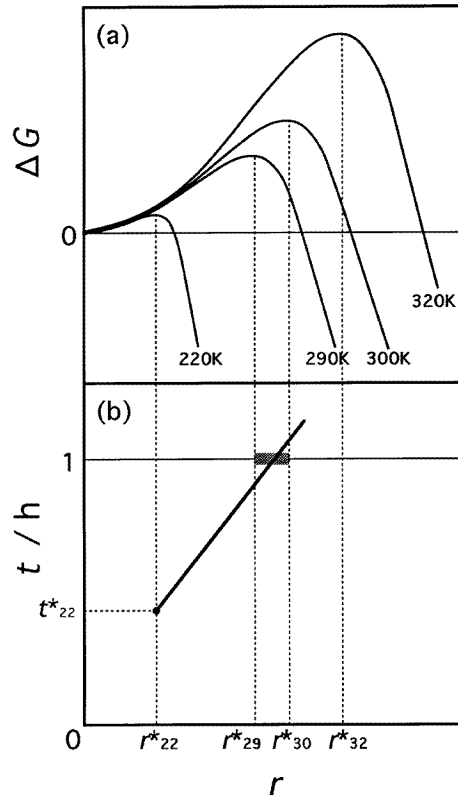 (a)
ΔG
0
220K
290K
300K
320K
(b)
1
t / h
t*22
0
r*22
r*29
r*30
r*32
r